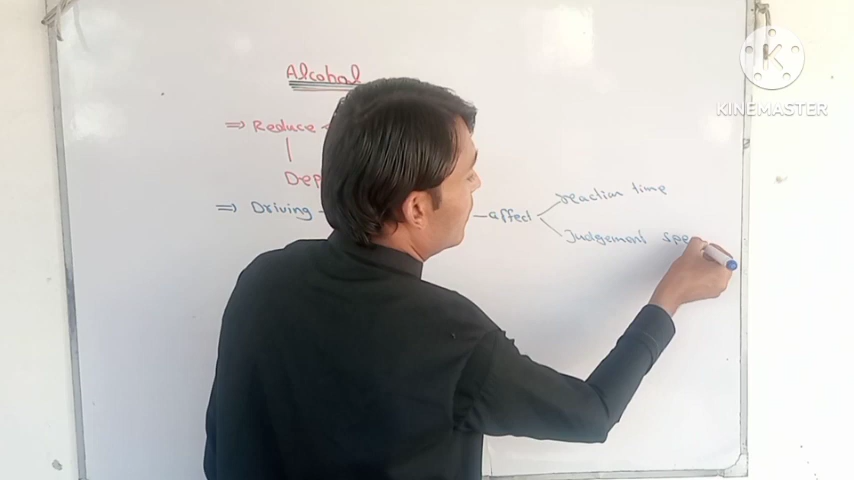 Alcohol
⇒ Reduce
Dep
⇒ Driving – – affect reaction time
Judgement spe
K
KINEMASTER